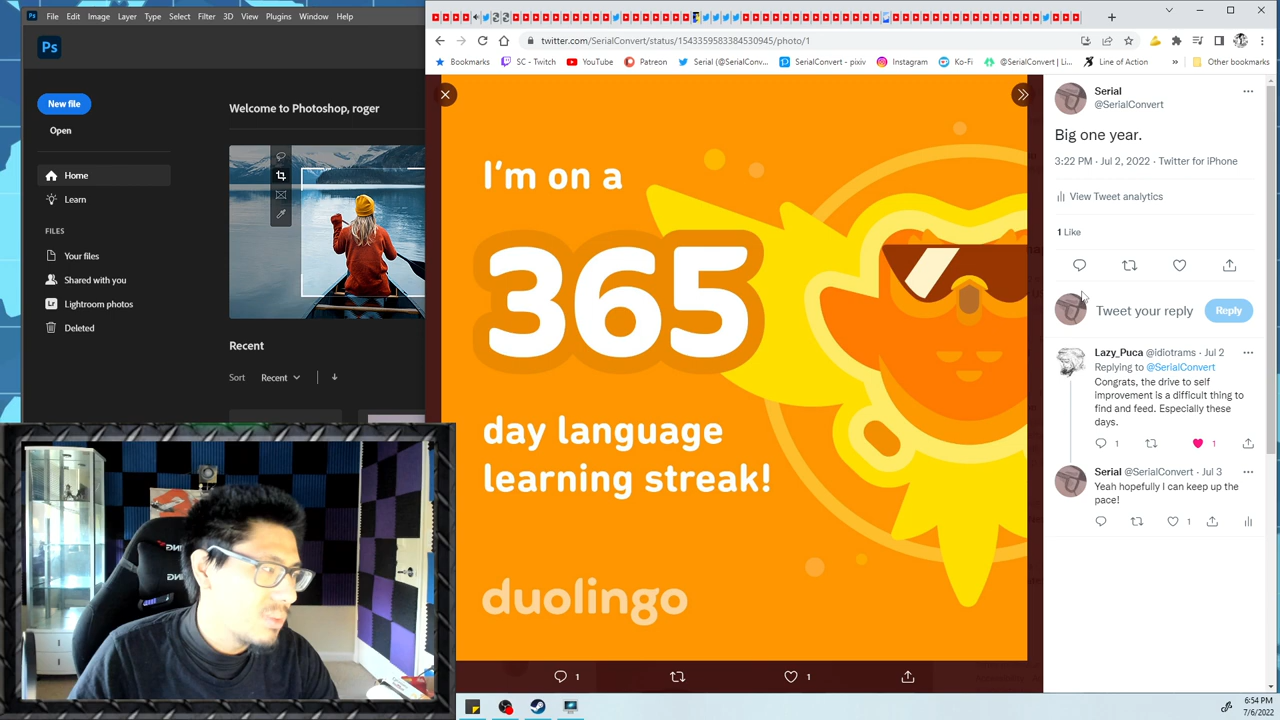 Ps File Edit Image Layer Type Select Filter 3D View Plugins Window Help
Ps
New file
Open
Home
Learn
FILES
Your files
Shared with you
Lr Lightroom photos
Deleted
Welcome to Photoshop, roger
Recent
Sort Recent
twitter.com/SerialConvert/status/1543359583384530945/photo/1
Bookmarks SC - Twitch YouTube Patreon Serial (@SerialConv... SerialConvert - pixiv Instagram Ko-Fi @SerialConvert | Li... Line of Action » Other bookmarks
I'm on a
365
day language
learning streak!
duolingo
1
1
Serial
@SerialConvert
Big one year.
3:22 PM · Jul 2, 2022 · Twitter for iPhone
View Tweet analytics
1 Like
Tweet your reply Reply
Lazy_Puca @idiotrams · Jul 2
Replying to @SerialConvert
Congrats, the drive to self
improvement is a difficult thing to
find and feed. Especially these
days.
1 1
Serial @SerialConvert · Jul 3
Yeah hopefully I can keep up the
pace!
1
6:54 PM
7/6/2022